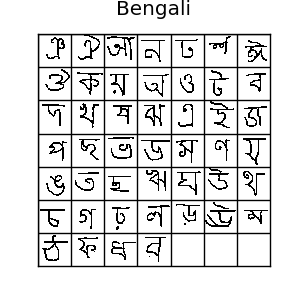 Bengali
ঞ ঐ আ ন ঢ শ ঈ
ঔ ক য় অ ও ট ব
দ খ ষ ঝ এ ই জ
প ছ ভ ড স ণ য
ঙ ত হ ঋ ঘ উ থ
চ গ ঢ় ল ড় ঊ ম
ঠ ফ ধ র